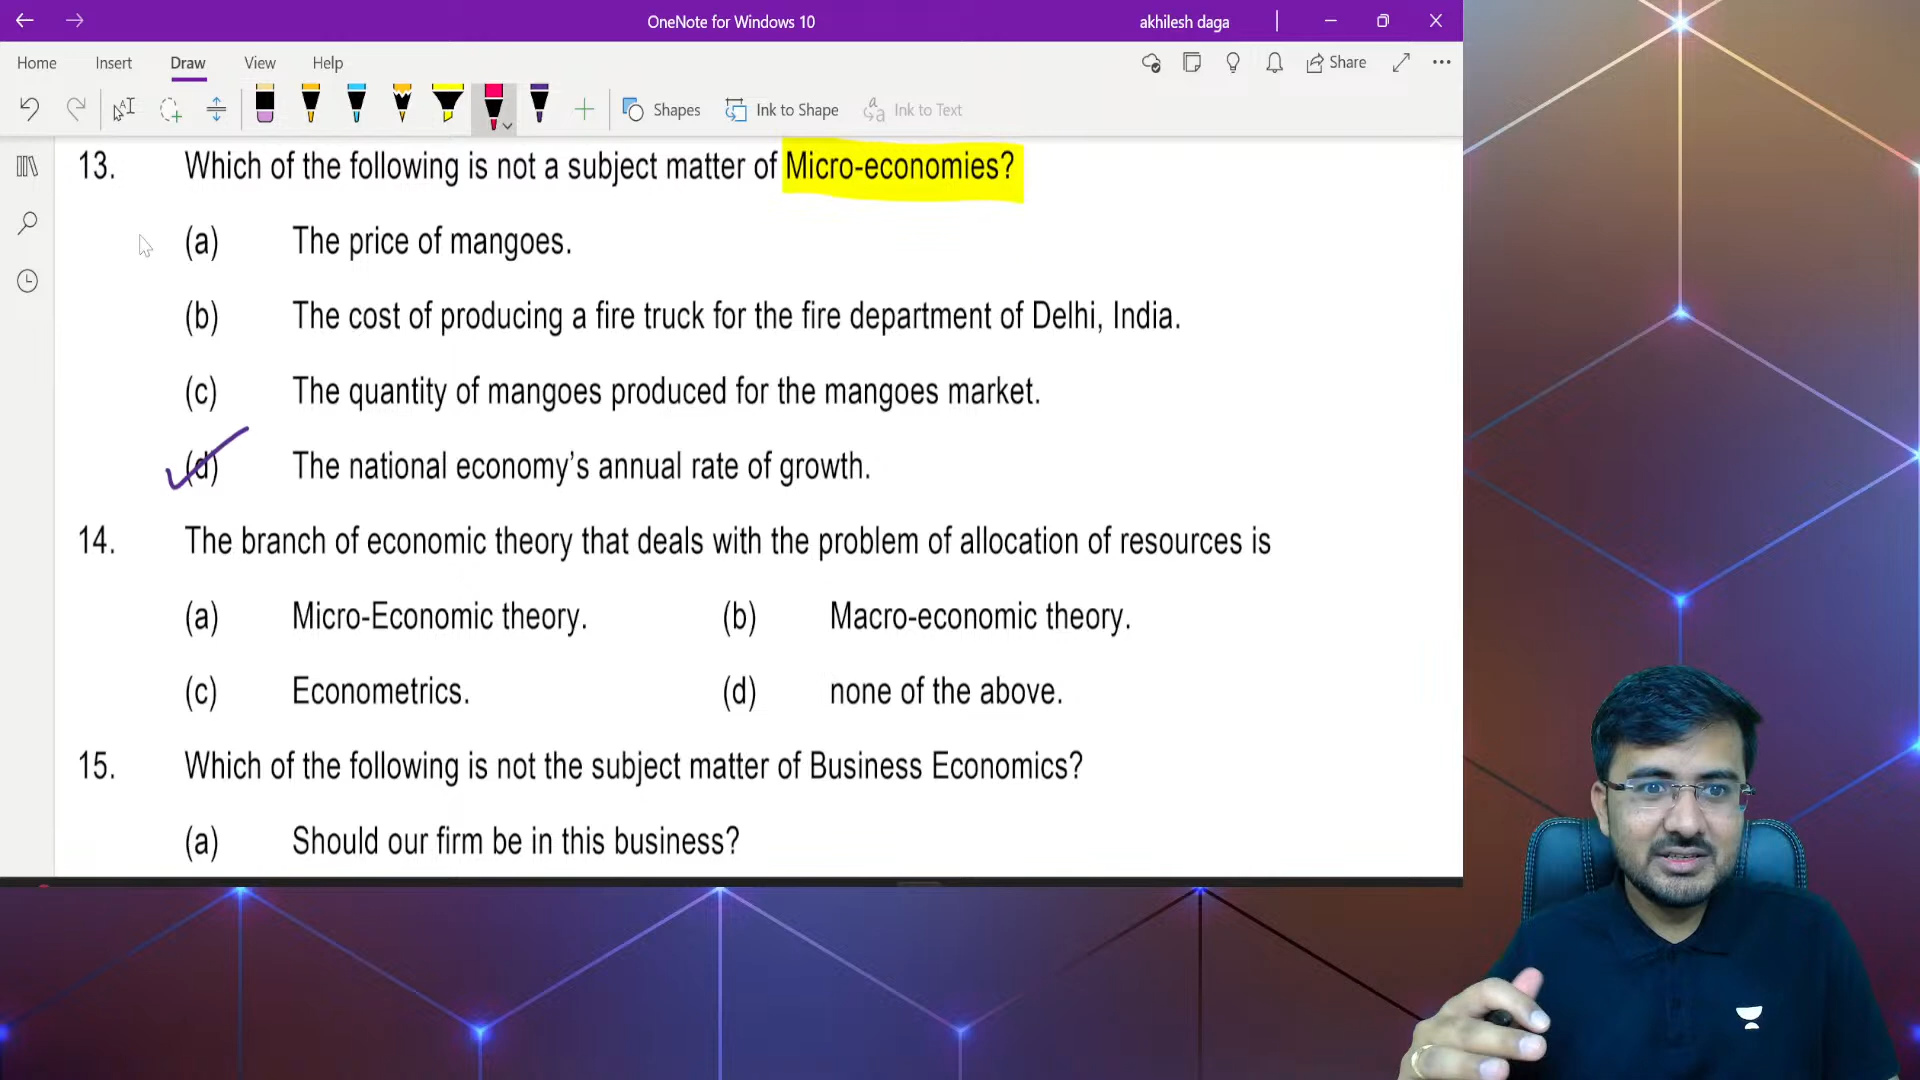 OneNote for Windows 10
akhilesh daga
Home Insert Draw View Help
Share
Shapes Ink to Shape Ink to Text
13. Which of the following is not a subject matter of Micro-economies?
(a) The price of mangoes.
(b) The cost of producing a fire truck for the fire department of Delhi, India.
(c) The quantity of mangoes produced for the mangoes market.
(d) The national economy's annual rate of growth.
14. The branch of economic theory that deals with the problem of allocation of resources is
(a) Micro-Economic theory. (b) Macro-economic theory.
(c) Econometrics. (d) none of the above.
15. Which of the following is not the subject matter of Business Economics?
(a) Should our firm be in this business?